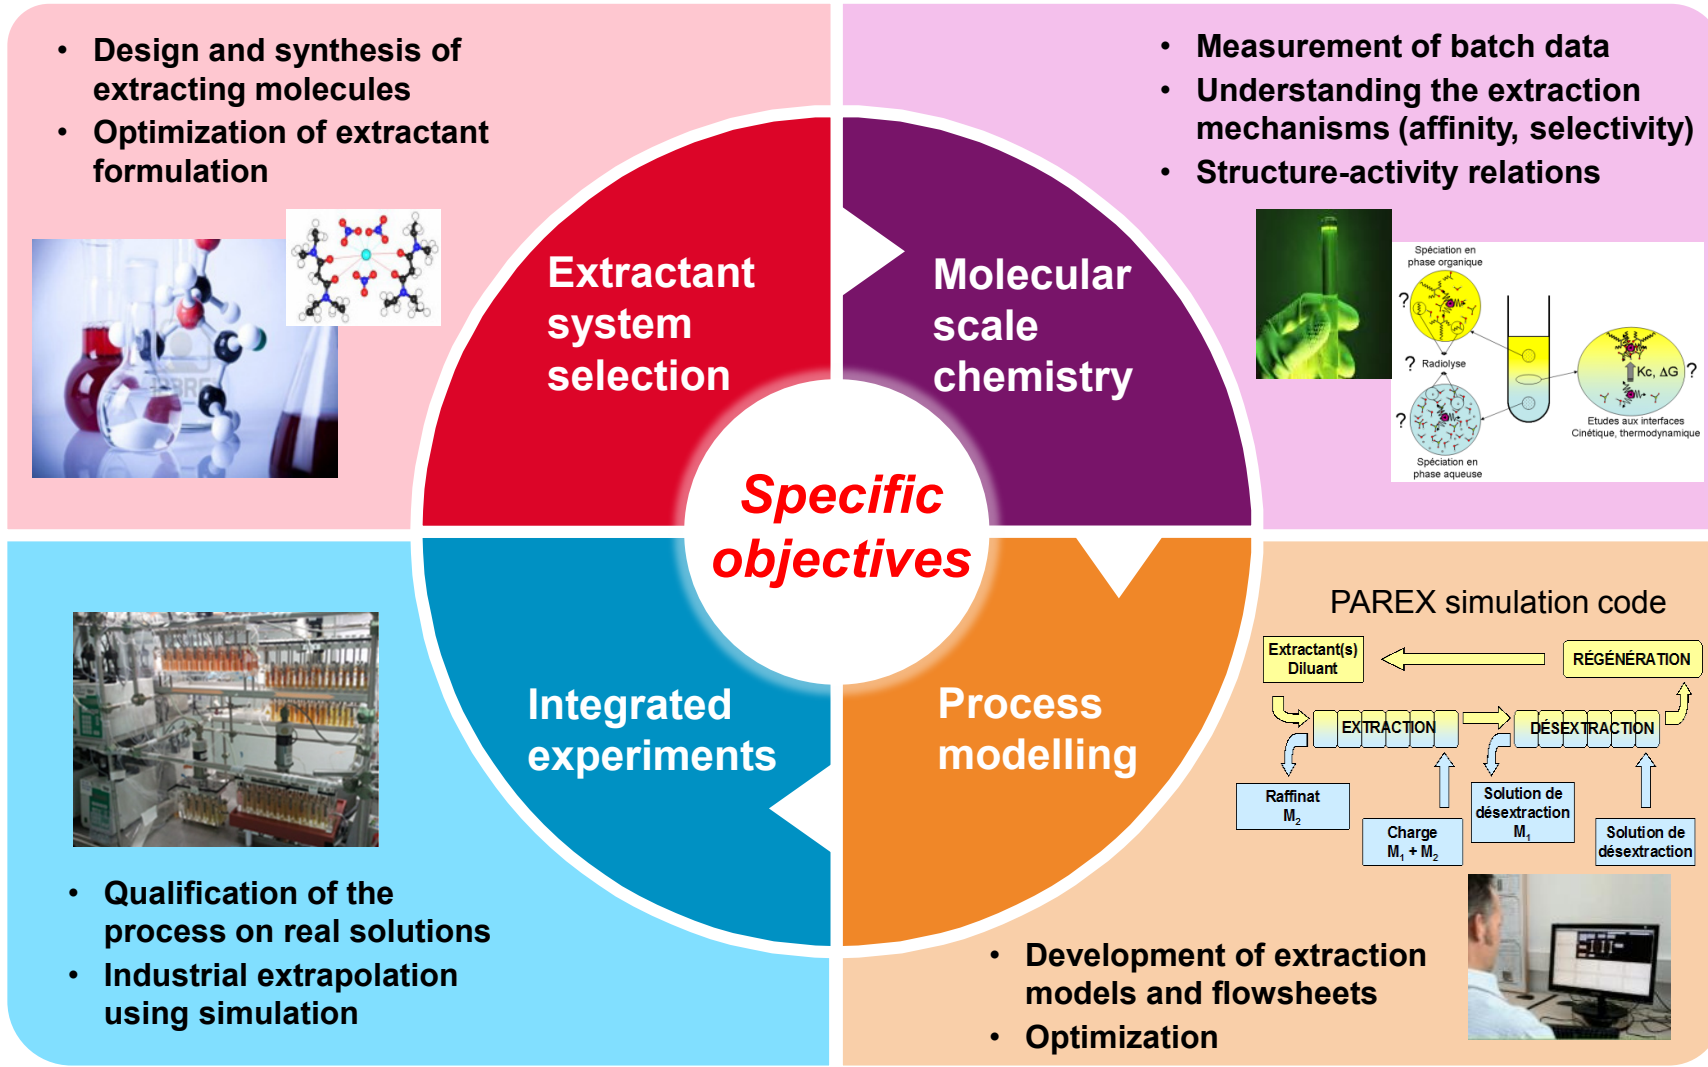 • Design and synthesis of
extracting molecules
• Optimization of extractant
formulation
• Measurement of batch data
• Understanding the extraction
mechanisms (affinity, selectivity)
• Structure-activity relations
Extractant
system
selection
Molecular
scale
chemistry
Spéciation en
phase organique
?
?
Radiolyse
?
Kc, ΔG
?
Etudes aux interfaces
Cinétique, thermodynamique
Spéciation en
phase aqueuse
Specific
objectives
Integrated
experiments
Process
modelling
PAREX simulation code
Extractant(s)
Diluant
RÉGÉNÉRATION
EXTRACTION
DÉSEXTRACTION
Raffinat
M₂
Charge
M₁ + M₂
Solution de
désextraction
M₁
Solution de
désextraction
• Qualification of the
process on real solutions
• Industrial extrapolation
using simulation
• Development of extraction
models and flowsheets
• Optimization